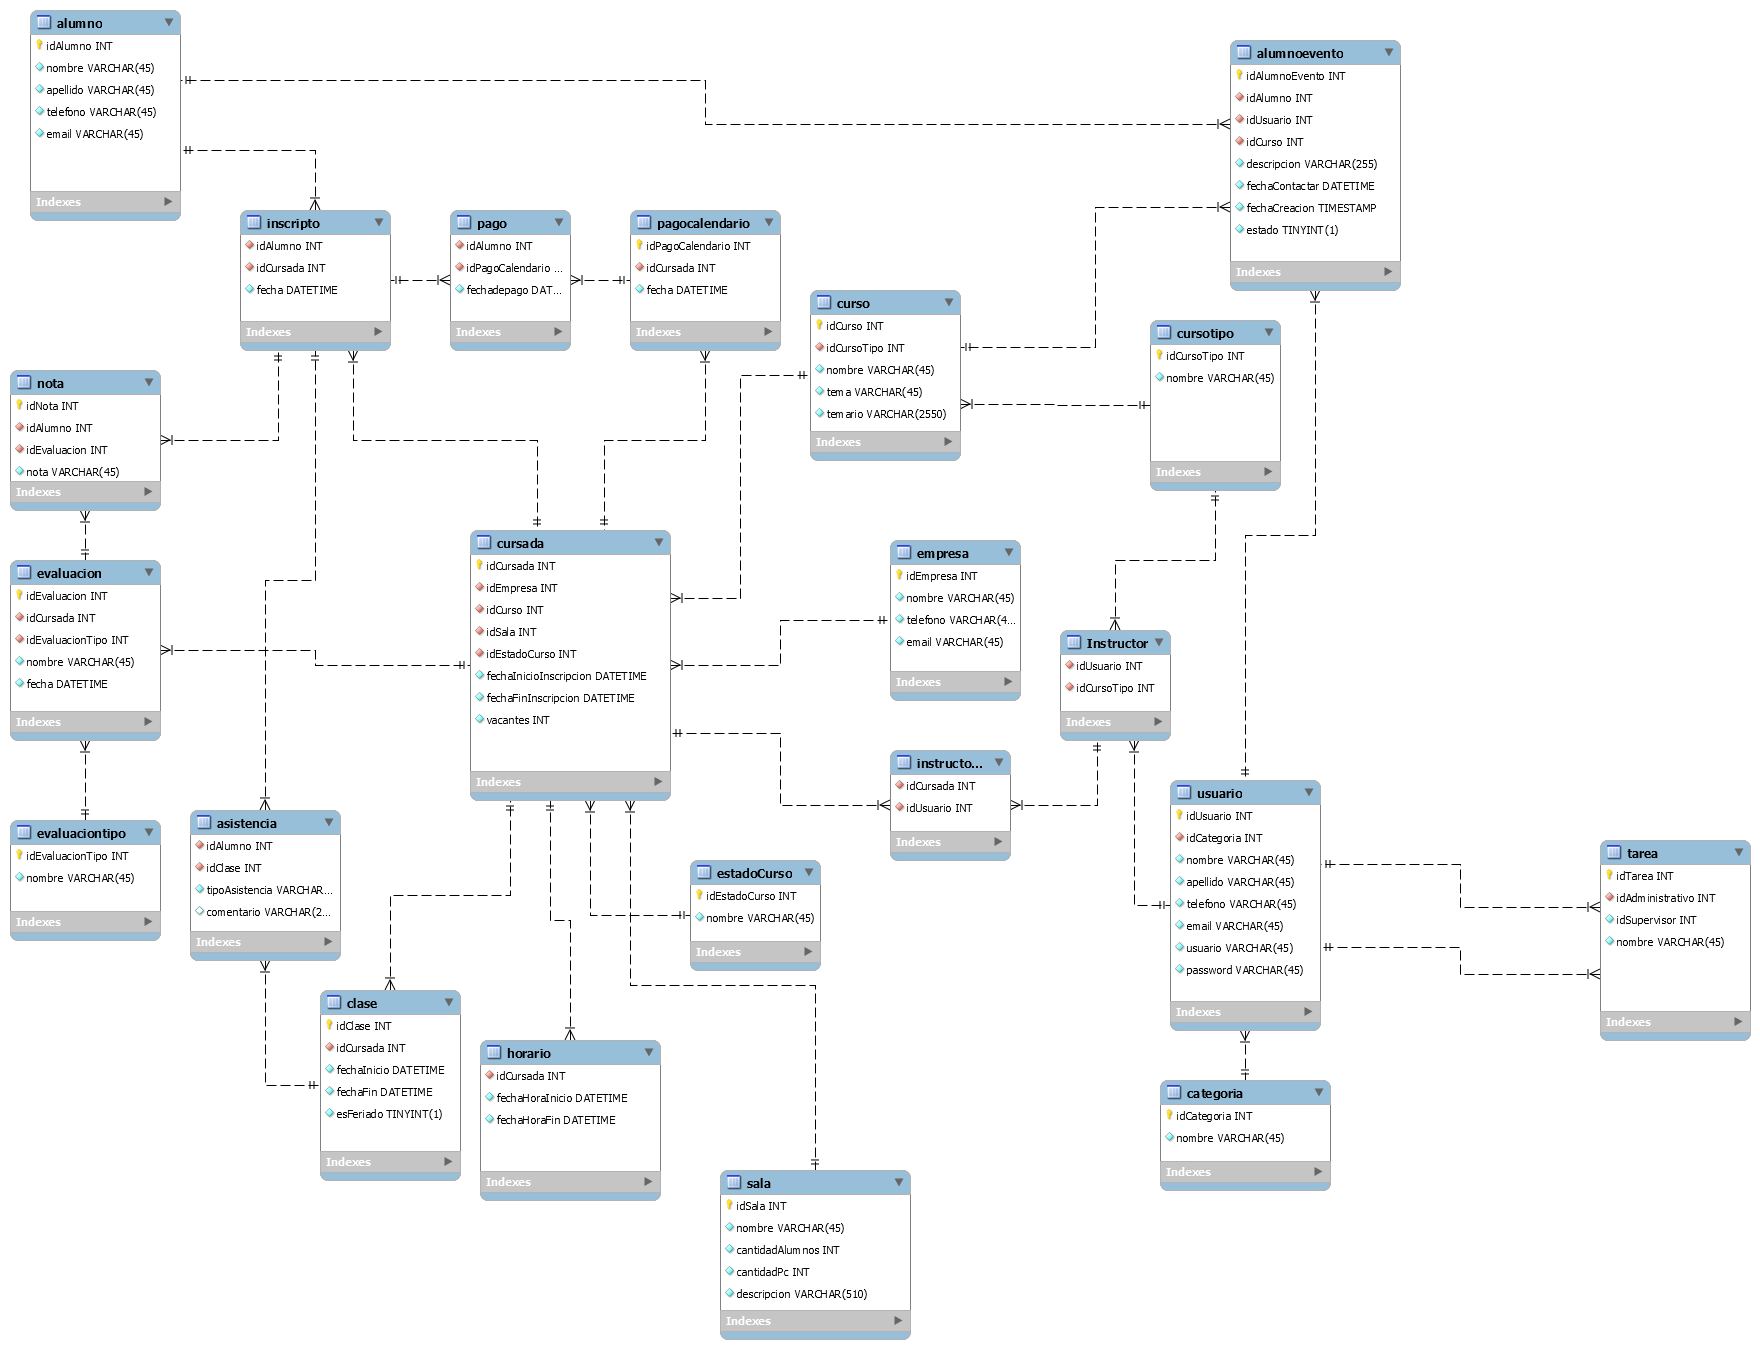 alumno
idAlumno INT
nombre VARCHAR(45)
apellido VARCHAR(45)
telefono VARCHAR(45)
email VARCHAR(45)
Indexes
alumnoevento
idAlumnoEvento INT
idAlumno INT
idUsuario INT
idCurso INT
descripcion VARCHAR(255)
fechaContactar DATETIME
fechaCreacion TIMESTAMP
estado TINYINT(1)
Indexes
inscripto
idAlumno INT
idCursada INT
fecha DATETIME
Indexes
pago
idAlumno INT
idPagoCalendario ...
fechadepago DAT...
Indexes
pagocalendario
idPagoCalendario INT
idCursada INT
fecha DATETIME
Indexes
curso
idCurso INT
idCursoTipo INT
nombre VARCHAR(45)
tema VARCHAR(45)
temario VARCHAR(2550)
Indexes
cursotipo
idCursoTipo INT
nombre VARCHAR(45)
Indexes
nota
idNota INT
idAlumno INT
idEvaluacion INT
nota VARCHAR(45)
Indexes
evaluacion
idEvaluacion INT
idCursada INT
idEvaluacionTipo INT
nombre VARCHAR(45)
fecha DATETIME
Indexes
cursada
idCursada INT
idEmpresa INT
idCurso INT
idSala INT
idEstadoCurso INT
fechaInicioInscripcion DATETIME
fechaFinInscripcion DATETIME
vacantes INT
Indexes
empresa
idEmpresa INT
nombre VARCHAR(45)
telefono VARCHAR(4...
email VARCHAR(45)
Indexes
Instructor
idUsuario INT
idCursoTipo INT
Indexes
instructo...
idCursada INT
idUsuario INT
Indexes
usuario
idUsuario INT
idCategoria INT
nombre VARCHAR(45)
apellido VARCHAR(45)
telefono VARCHAR(45)
email VARCHAR(45)
usuario VARCHAR(45)
password VARCHAR(45)
Indexes
tarea
idTarea INT
idAdministrativo INT
idSupervisor INT
nombre VARCHAR(45)
Indexes
evaluaciontipo
idEvaluacionTipo INT
nombre VARCHAR(45)
Indexes
asistencia
idAlumno INT
idClase INT
tipoAsistencia VARCHAR...
comentario VARCHAR(2...
Indexes
estadoCurso
idEstadoCurso INT
nombre VARCHAR(45)
Indexes
clase
idClase INT
idCursada INT
fechaInicio DATETIME
fechaFin DATETIME
esFeriado TINYINT(1)
Indexes
horario
idCursada INT
fechaHoraInicio DATETIME
fechaHoraFin DATETIME
Indexes
categoria
idCategoria INT
nombre VARCHAR(45)
Indexes
sala
idSala INT
nombre VARCHAR(45)
cantidadAlumnos INT
cantidadPc INT
descripcion VARCHAR(510)
Indexes